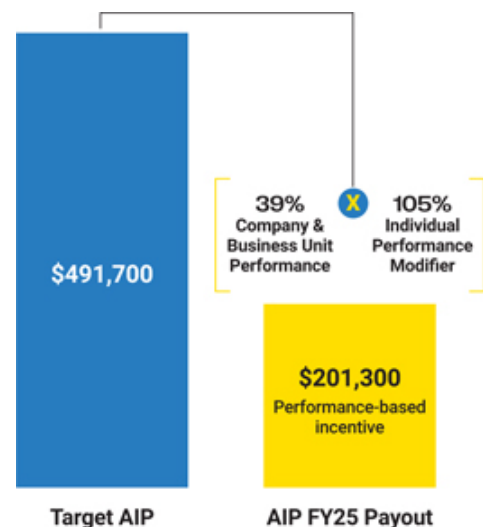 39%
Company &
Business Unit
Performance
X
105%
Individual
Performance
Modifier
$491,700
$201,300
Performance-based
incentive
Target AIP
AIP FY25 Payout